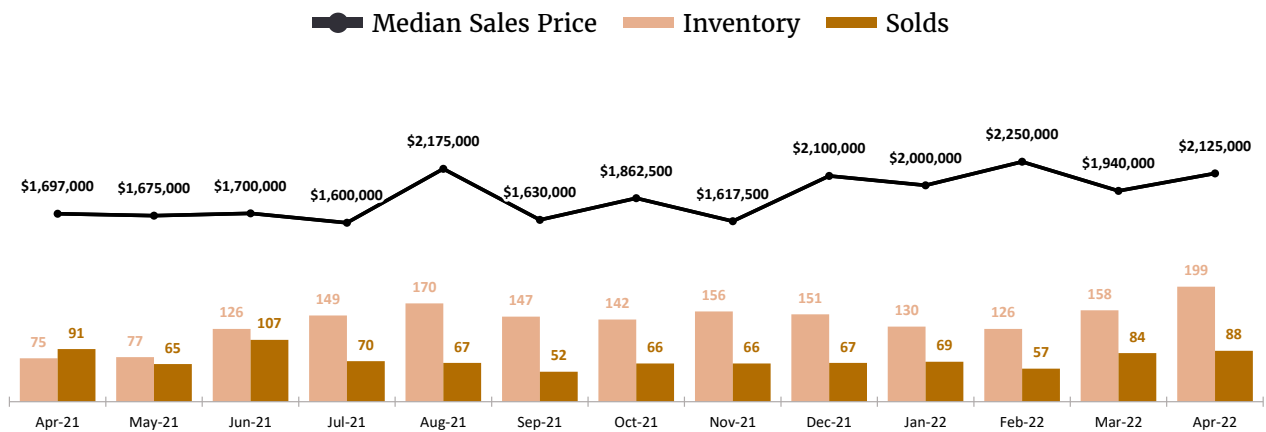 Median Sales Price Inventory Solds
$1,697,000 $1,675,000 $1,700,000 $1,600,000 $2,175,000 $1,630,000 $1,862,500 $1,617,500 $2,100,000 $2,000,000 $2,250,000 $1,940,000 $2,125,000
75 77 126 149 170 147 142 156 151 130 126 158 199
91 65 107 70 67 52 66 66 67 69 57 84 88
Apr-21 May-21 Jun-21 Jul-21 Aug-21 Sep-21 Oct-21 Nov-21 Dec-21 Jan-22 Feb-22 Mar-22 Apr-22